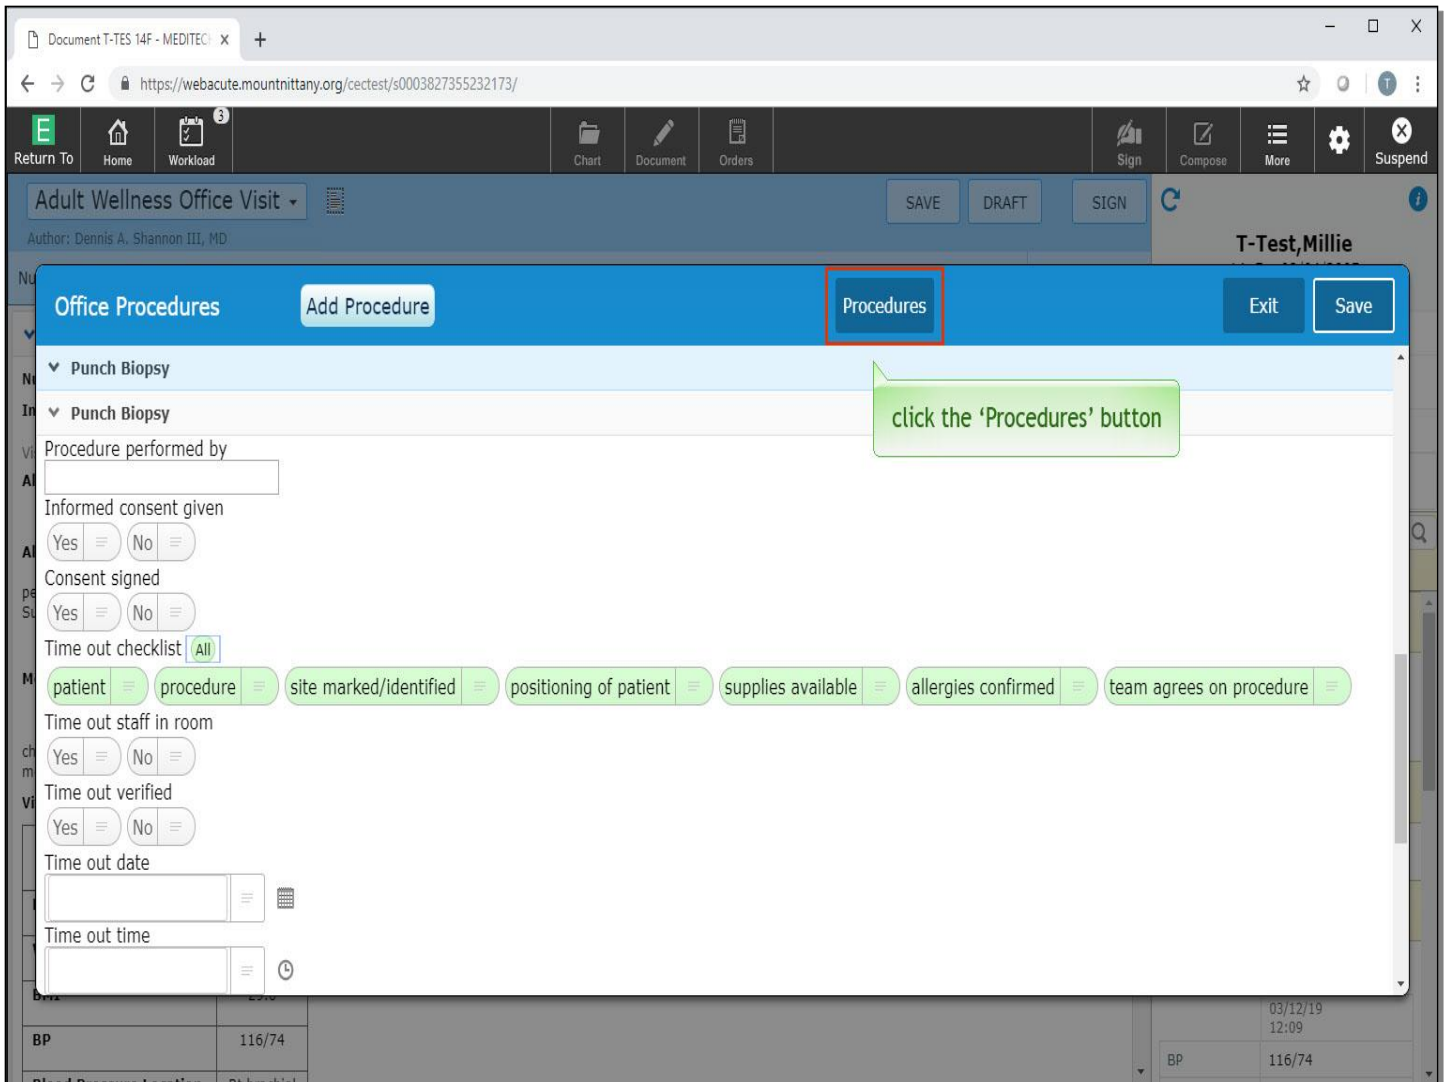 Document T-TES 14F - MEDITECH
https://webacute.mountnittany.org/cectest/s0003827355232173/
T
E
Return To
Home
3
Workload
Chart
Document
Orders
Sign
Compose
More
Suspend
Adult Wellness Office Visit
SAVE
DRAFT
SIGN
Author: Dennis A. Shannon III, MD
T-Test,Millie
Office Procedures
Add Procedure
Procedures
Exit
Save
Punch Biopsy
click the ‘Procedures’ button
Punch Biopsy
Procedure performed by
Informed consent given
Yes No
Consent signed
Yes No
Time out checklist All
patient procedure site marked/identified positioning of patient supplies available allergies confirmed team agrees on procedure
Time out staff in room
Yes No
Time out verified
Yes No
Time out date
Time out time
03/12/19
12:09
BP 116/74
BP 116/74